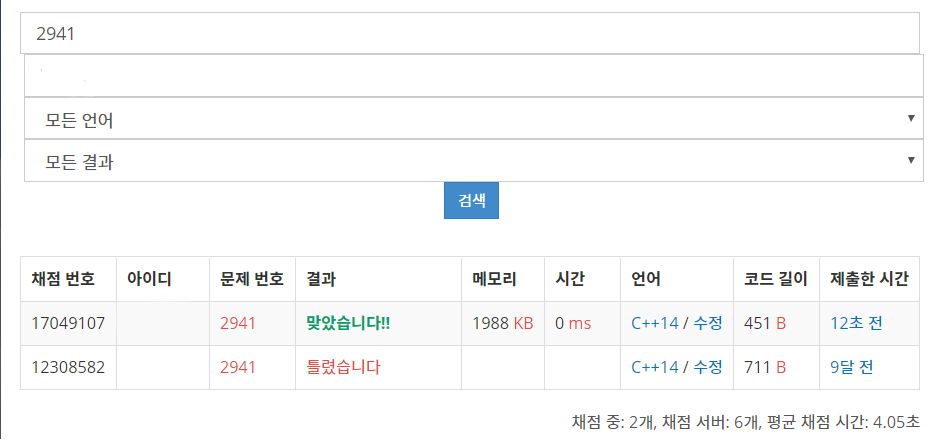 2941
모든 언어
모든 결과
검색
채점 번호 아이디 문제 번호 결과 메모리 시간 언어 코드 길이 제출한 시간
17049107 2941 맞았습니다!! 1988 KB 0 ms C++14 / 수정 451 B 12초 전
12308582 2941 틀렸습니다 C++14 / 수정 711 B 9달 전
채점 중: 2개, 채점 서버: 6개, 평균 채점 시간: 4.05초